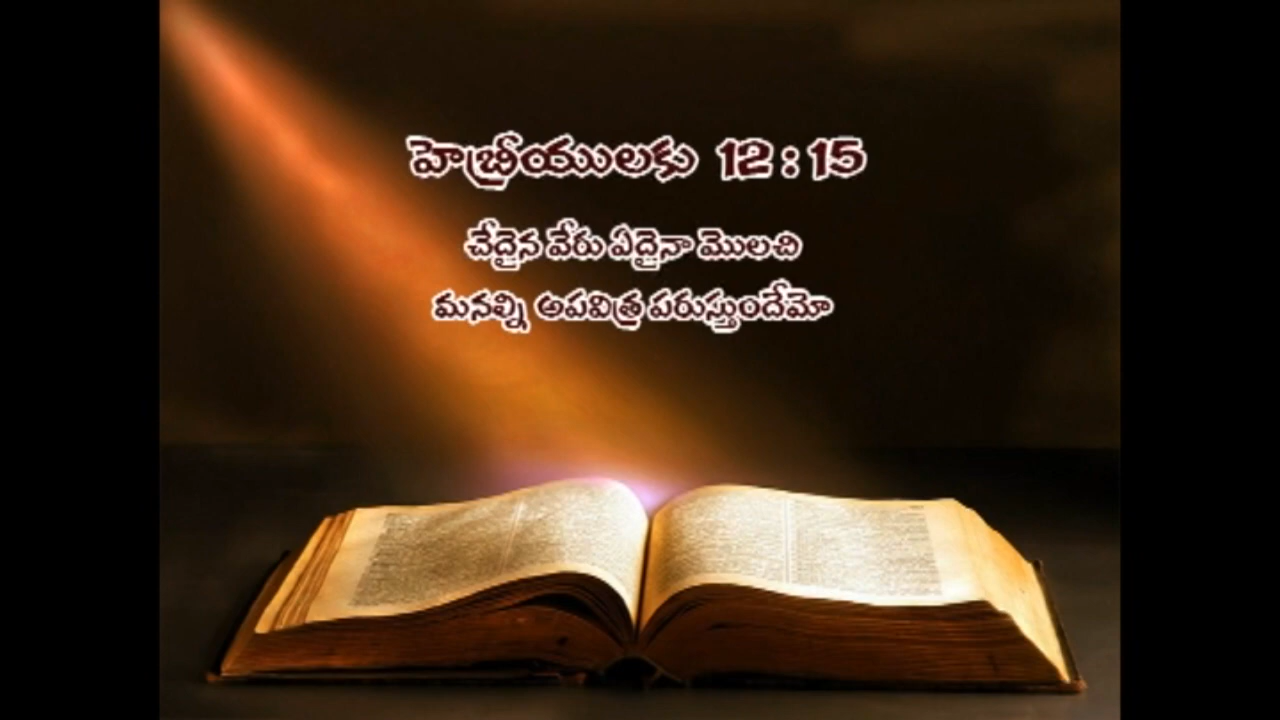 హెబ్రీయులకు 12 : 15
చేదైన వేరు ఏదైనా మొలచి
మనల్ని అపవిత్ర పరుస్తుందేమో